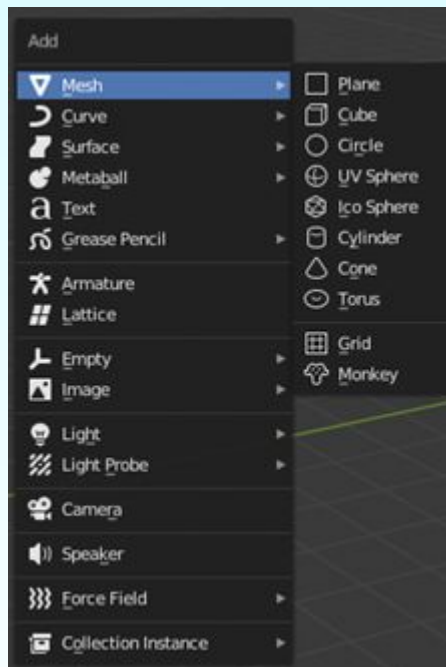 Add
Mesh
Curve
Surface
Metaball
Text
Grease Pencil
Armature
Lattice
Empty
Image
Light
Light Probe
Camera
Speaker
Force Field
Collection Instance
Plane
Cube
Circle
UV Sphere
Ico Sphere
Cylinder
Cone
Torus
Grid
Monkey